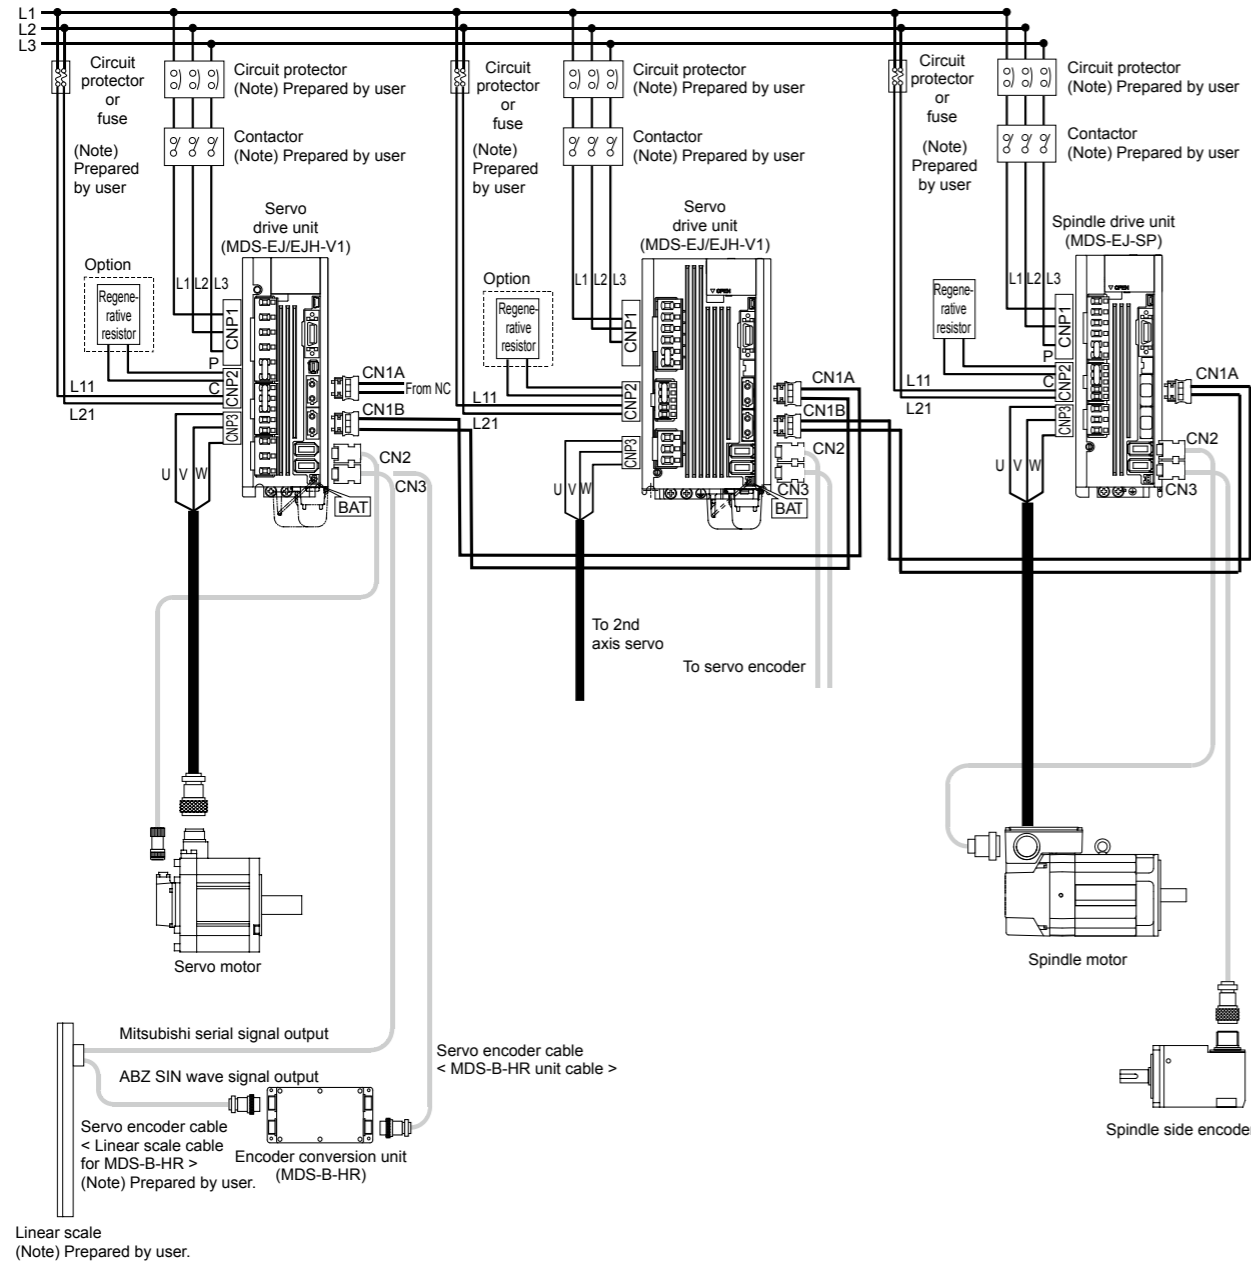 L1
L2
L3
Circuit
protector
or
fuse
(Note)
Prepared
by user
Circuit protector
(Note) Prepared by user
Contactor
(Note) Prepared by user
Servo
drive unit
(MDS-EJ/EJH-V1)
Option
Regene-
rative
resistor
L1 L2 L3
CNP1
P
CNP2
C
CNP3
L11
L21
U V W
CN1A
From NC
CN1B
CN2
CN3
BAT
Circuit
protector
or
fuse
(Note)
Prepared
by user
Circuit protector
(Note) Prepared by user
Contactor
(Note) Prepared by user
Servo
drive unit
(MDS-EJ/EJH-V1)
Option
Regene-
rative
resistor
L1 L2 L3
OPEN
CNP1
CNP2
CNP3
L11
L21
U V W
CN1A
CN1B
CN2
CN3
BAT
To 2nd
axis servo
To servo encoder
Circuit
protector
or
fuse
(Note)
Prepared
by user
Circuit protector
(Note) Prepared by user
Contactor
(Note) Prepared by user
Spindle drive unit
(MDS-EJ-SP)
Regene-
rative
resistor
L1 L2 L3
OPEN
CNP1
P
CNP2
C
CNP3
L11
L21
U V W
CN1A
CN2
CN3
Servo motor
Spindle motor
Mitsubishi serial signal output
ABZ SIN wave signal output
Servo encoder cable
< MDS-B-HR unit cable >
Servo encoder cable
< Linear scale cable
for MDS-B-HR >
(Note) Prepared by user.
Encoder conversion unit
(MDS-B-HR)
Spindle side encoder
Linear scale
(Note) Prepared by user.